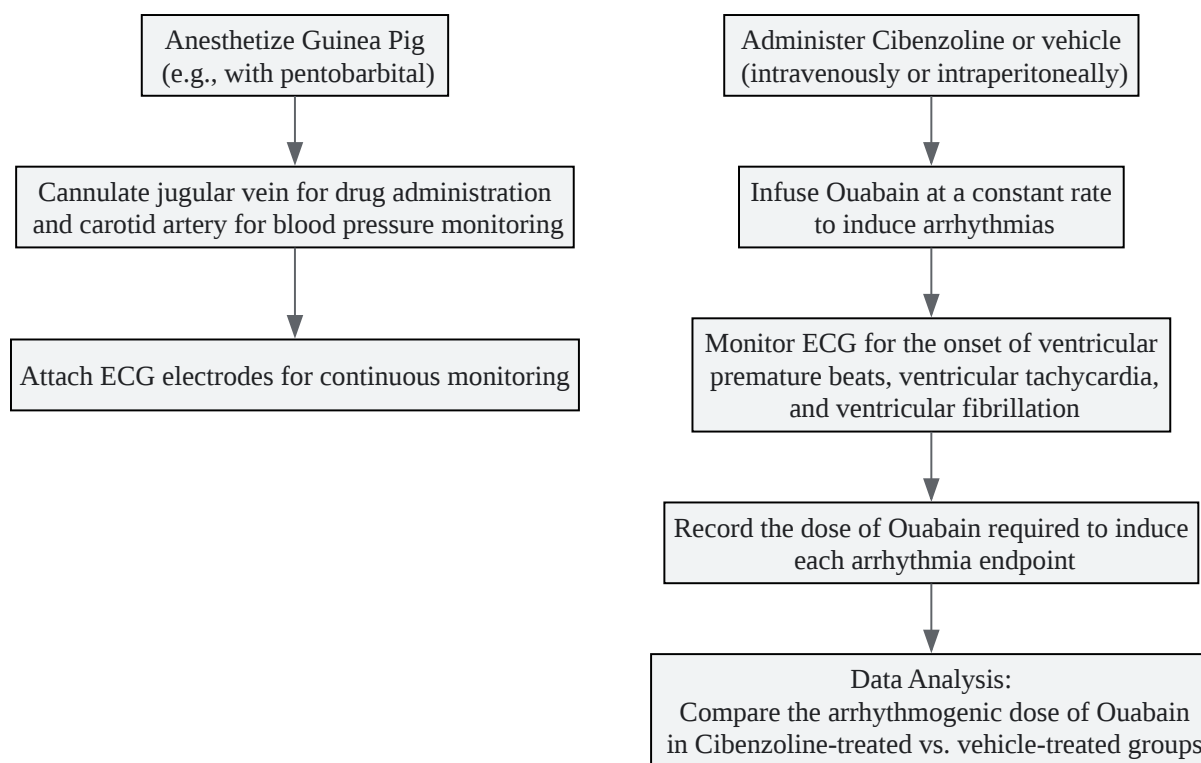 Anesthetize Guinea Pig
(e.g., with pentobarbital)
Cannulate jugular vein for drug administration
and carotid artery for blood pressure monitoring
Attach ECG electrodes for continuous monitoring
Administer Cibenzoline or vehicle
(intravenously or intraperitoneally)
Infuse Ouabain at a constant rate
to induce arrhythmias
Monitor ECG for the onset of ventricular
premature beats, ventricular tachycardia,
and ventricular fibrillation
Record the dose of Ouabain required to induce
each arrhythmia endpoint
Data Analysis:
Compare the arrhythmogenic dose of Ouabain
in Cibenzoline-treated vs. vehicle-treated groups